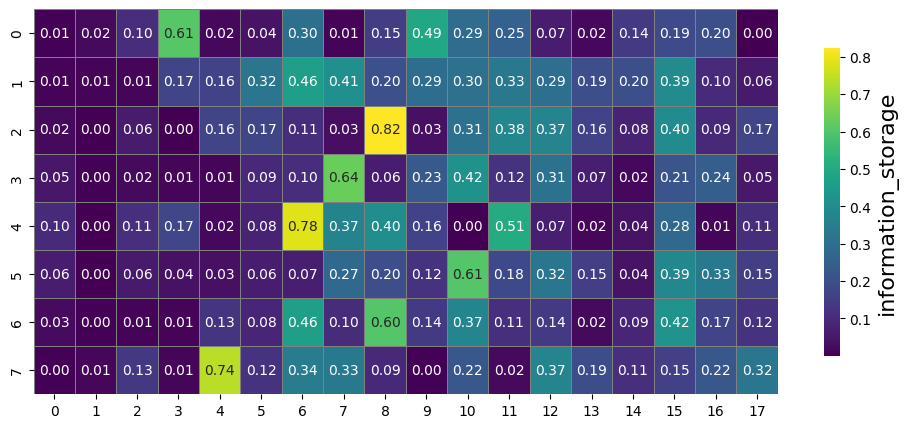 0 0.01 0.02 0.10 0.61 0.02 0.04 0.30 0.01 0.15 0.49 0.29 0.25 0.07 0.02 0.14 0.19 0.20 0.00
1 0.01 0.01 0.01 0.17 0.16 0.32 0.46 0.41 0.20 0.29 0.30 0.33 0.29 0.19 0.20 0.39 0.10 0.06
2 0.02 0.00 0.06 0.00 0.16 0.17 0.11 0.03 0.82 0.03 0.31 0.38 0.37 0.16 0.08 0.40 0.09 0.17
3 0.05 0.00 0.02 0.01 0.01 0.09 0.10 0.64 0.06 0.23 0.42 0.12 0.31 0.07 0.02 0.21 0.24 0.05
4 0.10 0.00 0.11 0.17 0.02 0.08 0.78 0.37 0.40 0.16 0.00 0.51 0.07 0.02 0.04 0.28 0.01 0.11
5 0.06 0.00 0.06 0.04 0.03 0.06 0.07 0.27 0.20 0.12 0.61 0.18 0.32 0.15 0.04 0.39 0.33 0.15
6 0.03 0.00 0.01 0.01 0.13 0.08 0.46 0.10 0.60 0.14 0.37 0.11 0.14 0.02 0.09 0.42 0.17 0.12
7 0.00 0.01 0.13 0.01 0.74 0.12 0.34 0.33 0.09 0.00 0.22 0.02 0.37 0.19 0.11 0.15 0.22 0.32
0 1 2 3 4 5 6 7 8 9 10 11 12 13 14 15 16 17
0.8
0.7
0.6
0.5
0.4
0.3
0.2
0.1
information_storage